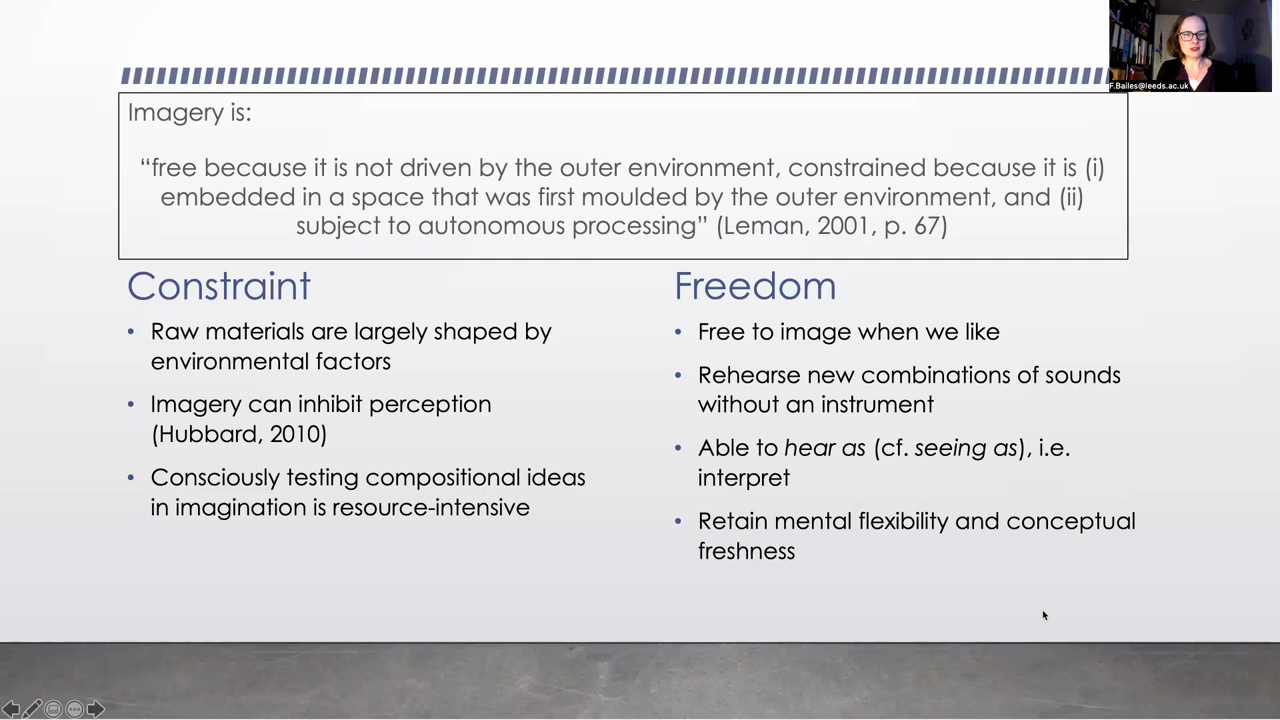 F.Bailes@leeds.ac.uk
Imagery is:
“free because it is not driven by the outer environment, constrained because it is (i)
embedded in a space that was first moulded by the outer environment, and (ii)
subject to autonomous processing” (Leman, 2001, p. 67)
Constraint
• Raw materials are largely shaped by
environmental factors
• Imagery can inhibit perception
(Hubbard, 2010)
• Consciously testing compositional ideas
in imagination is resource-intensive
Freedom
• Free to image when we like
• Rehearse new combinations of sounds
without an instrument
• Able to hear as (cf. seeing as), i.e.
interpret
• Retain mental flexibility and conceptual
freshness